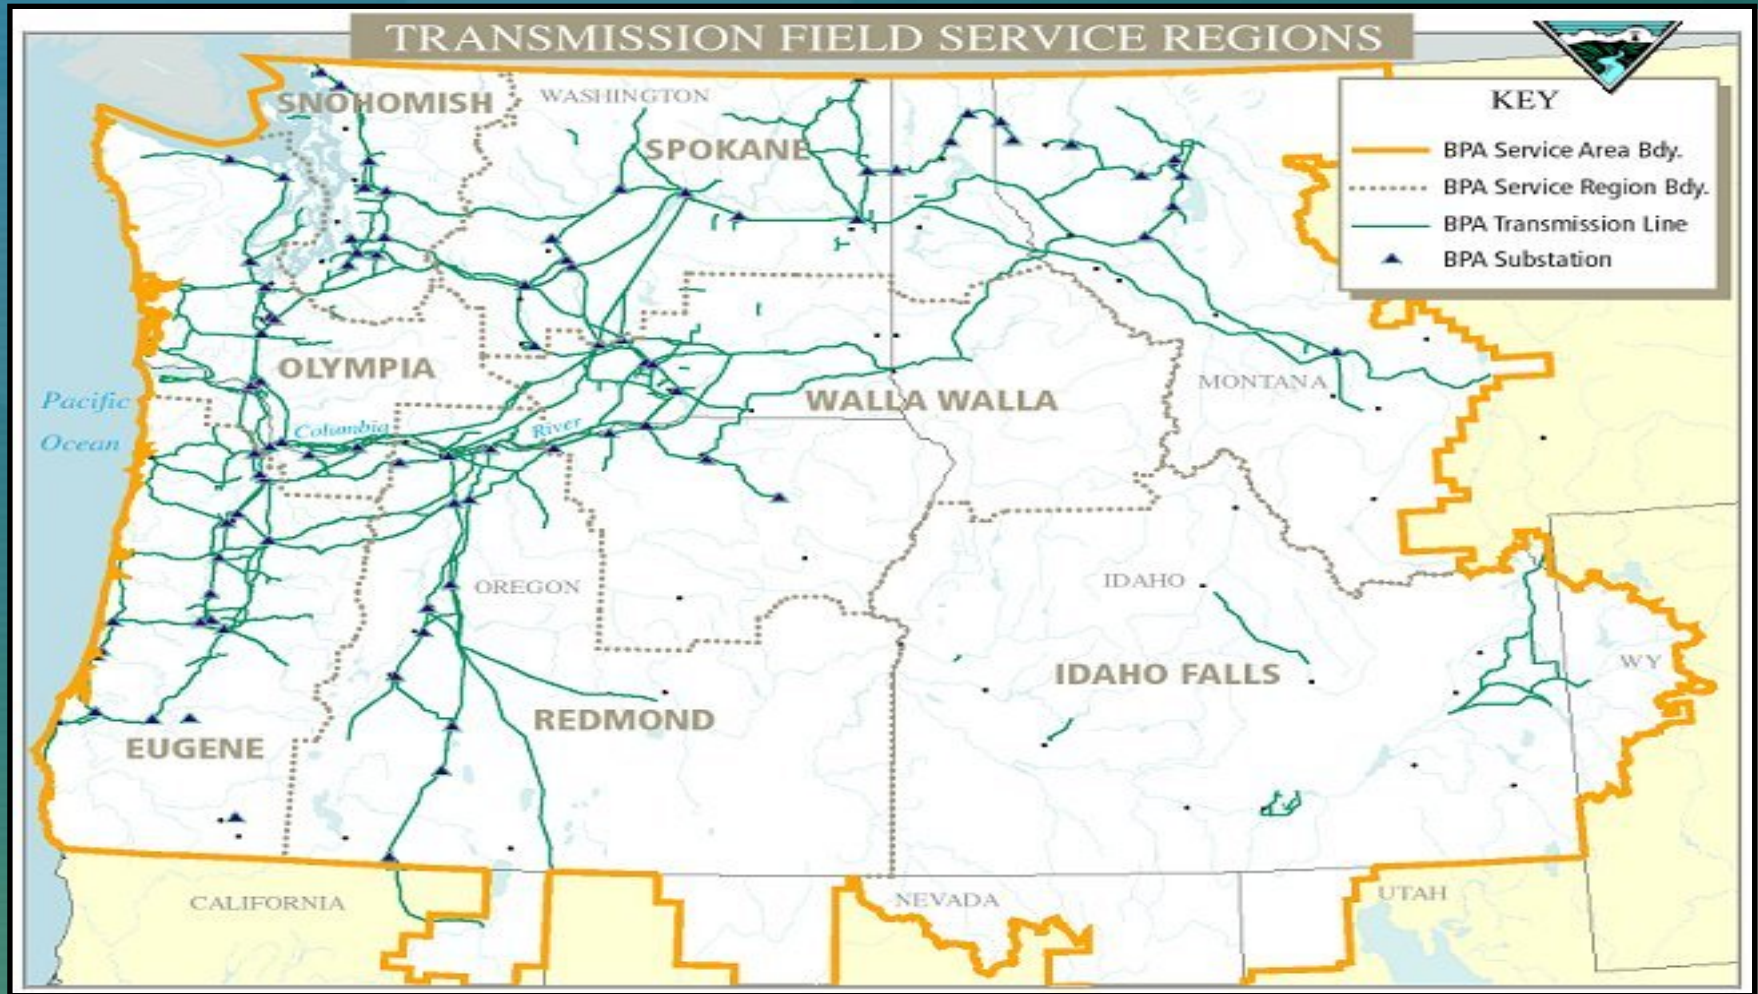 TRANSMISSION FIELD SERVICE REGIONS
KEY
BPA Service Area Bdy.
BPA Service Region Bdy.
BPA Transmission Line
BPA Substation
SNOHOMISH
WASHINGTON
SPOKANE
OLYMPIA
MONTANA
WALLA WALLA
Pacific
Ocean
Columbia
River
OREGON
IDAHO
WY
IDAHO FALLS
REDMOND
EUGENE
CALIFORNIA
NEVADA
UTAH